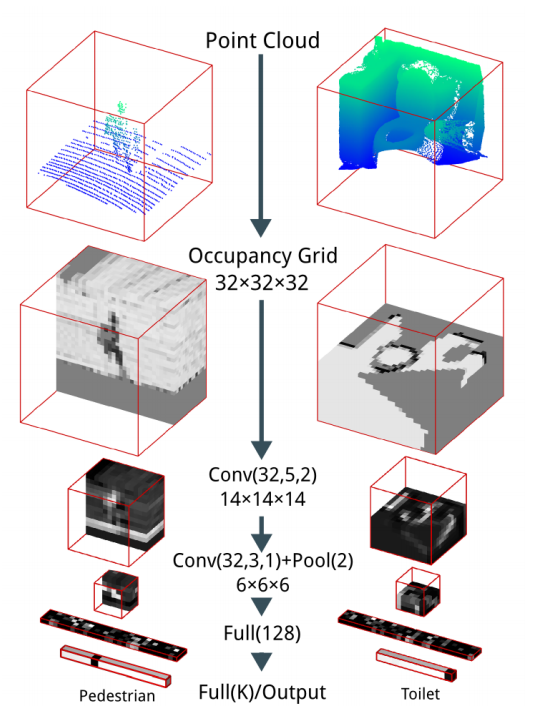 Point Cloud
Occupancy Grid
32×32×32
Conv(32,5,2)
14×14×14
Conv(32,3,1)+Pool(2)
6×6×6
Full(128)
Full(K)/Output
Pedestrian
Toilet